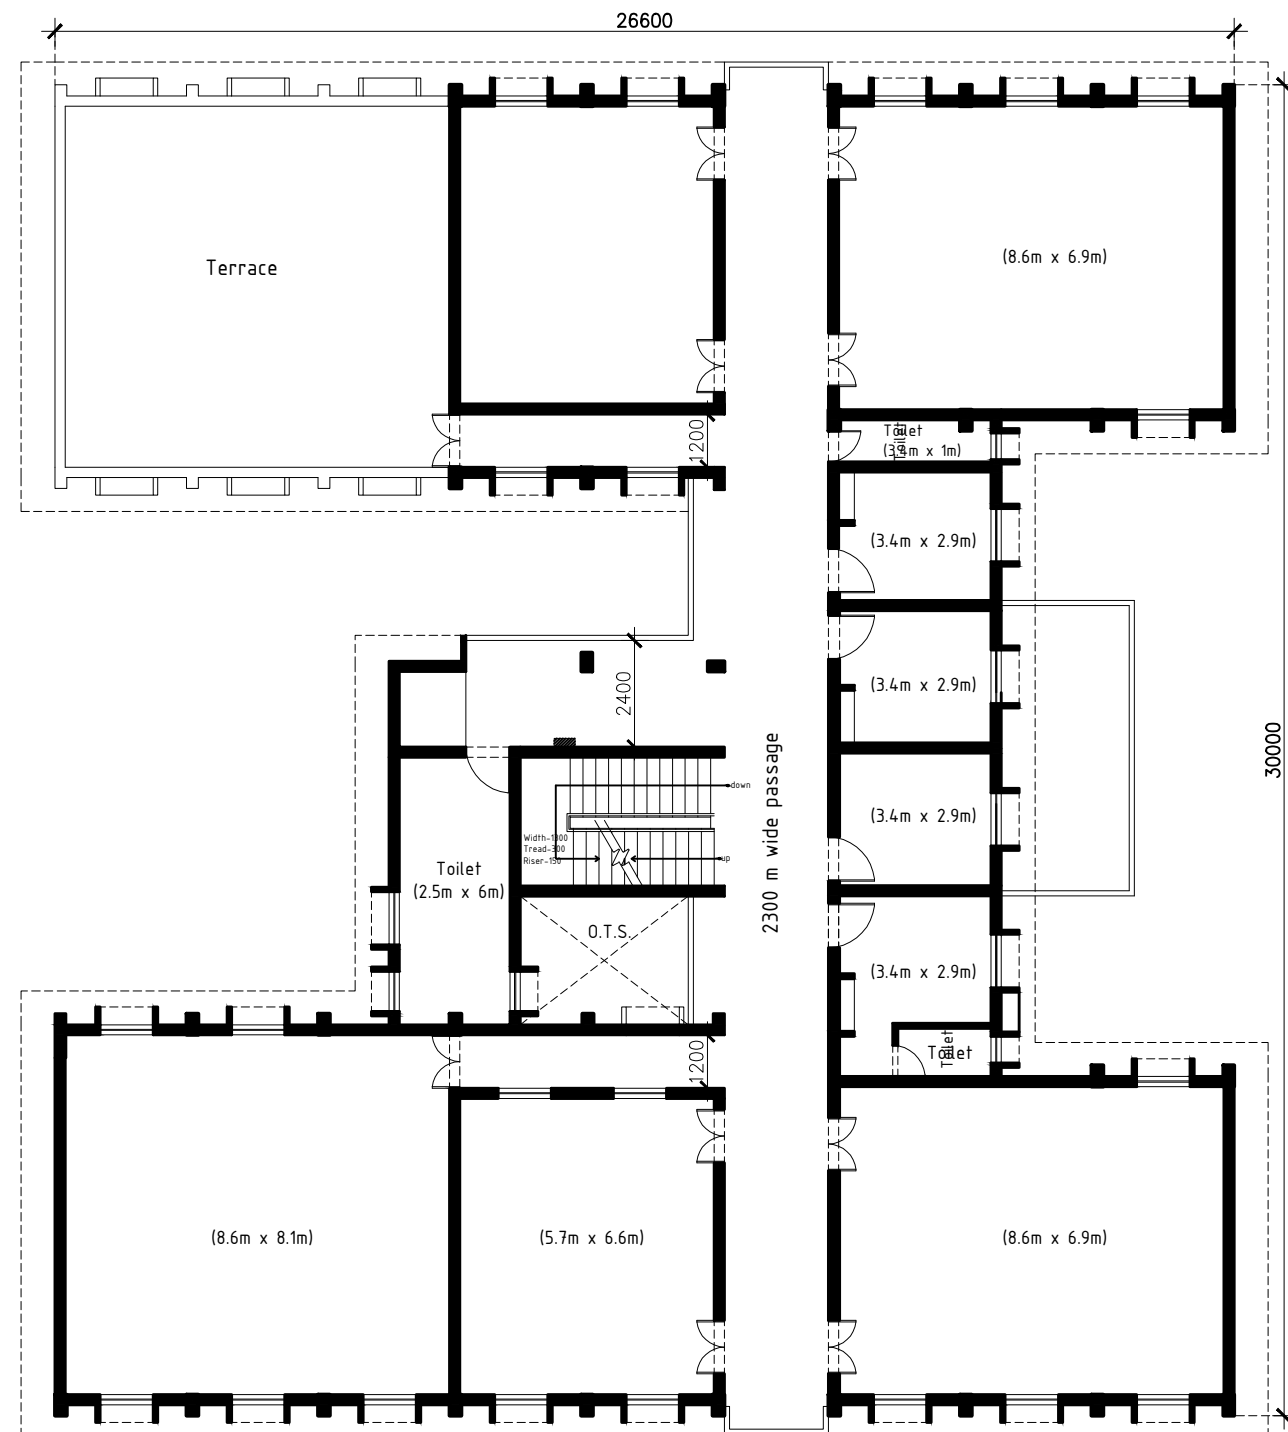 26600
Terrace
(8.6m x 6.9m)
1200
Toilet
(3.4m x 1m)
Toilet
(3.4m x 2.9m)
(3.4m x 2.9m)
2400
30000
2300 m wide passage
down
Width-1300
Tread-300
Riser-150
up
(3.4m x 2.9m)
Toilet
(2.5m x 6m)
O.T.S.
(3.4m x 2.9m)
1200
Toilet
Toilet
(8.6m x 8.1m)
(5.7m x 6.6m)
(8.6m x 6.9m)